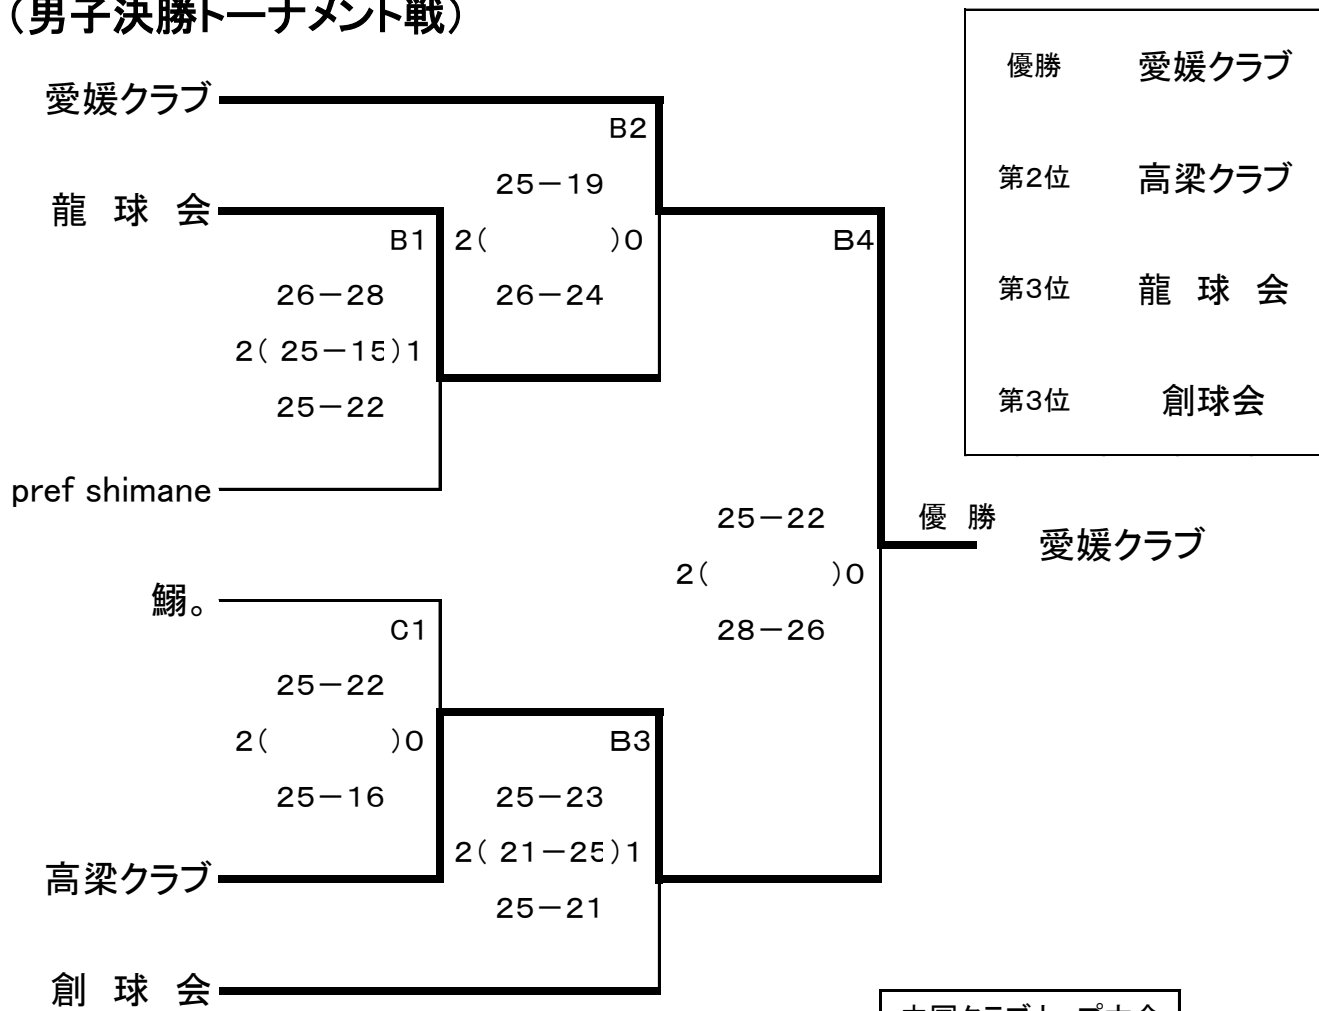 （男子決勝トーナメント戦）
優勝 愛媛クラブ
第2位 高梁クラブ
第3位 龍 球 会
第3位 創球会
愛媛クラブ
B2
25－19
2( )0
26－24
龍 球 会
B1
26－28
2( 25－15)1
25－22
pref shimane
B4
25－22
2( )0
28－26
優 勝
愛媛クラブ
鰯。
C1
25－22
2( )0
25－16
高梁クラブ
B3
25－23
2( 21－25)1
25－21
創 球 会